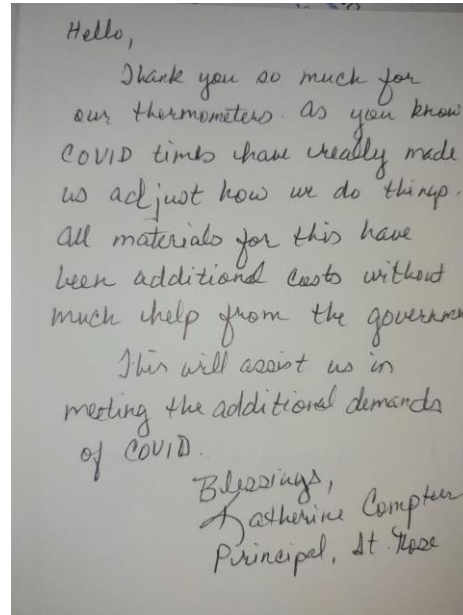 Hello,
Thank you so much for
our thermometers. As you know
COVID times have really made
us adjust how we do things.
All materials for this have
been additional costs without
much help from the governmen
This will assist us in
meeting the additional demands
of COVID.
Blessings,
Katherine Compteer
Principal, St. Rose